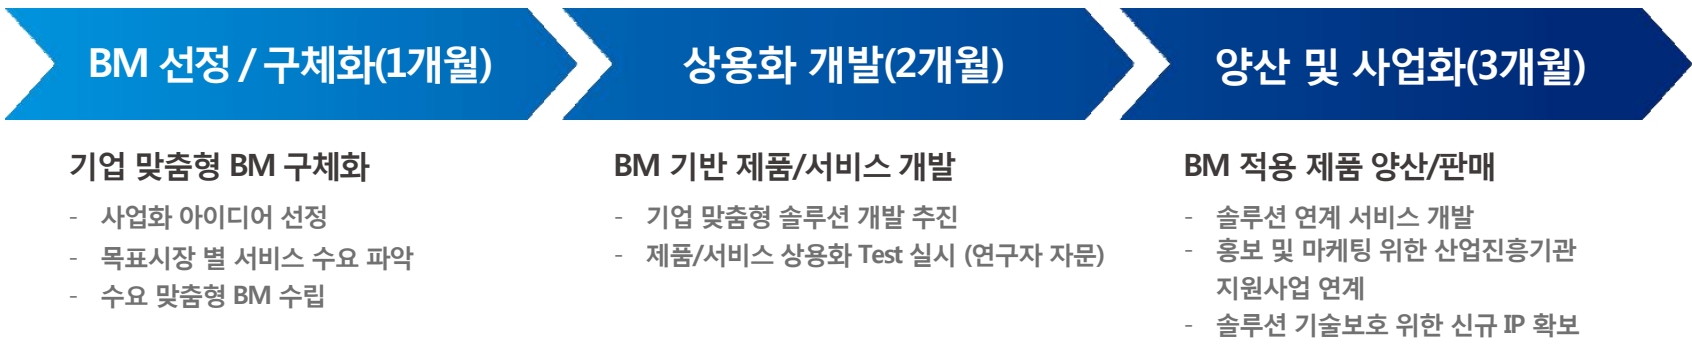 BM 선정 / 구체화(1개월)
상용화 개발(2개월)
양산 및 사업화(3개월)
기업 맞춤형 BM 구체화
- 사업화 아이디어 선정
- 목표시장 별 서비스 수요 파악
- 수요 맞춤형 BM 수립
BM 기반 제품/서비스 개발
- 기업 맞춤형 솔루션 개발 추진
- 제품/서비스 상용화 Test 실시 (연구자 자문)
BM 적용 제품 양산/판매
- 솔루션 연계 서비스 개발
- 홍보 및 마케팅 위한 산업진흥기관
지원사업 연계
- 솔루션 기술보호 위한 신규 IP 확보